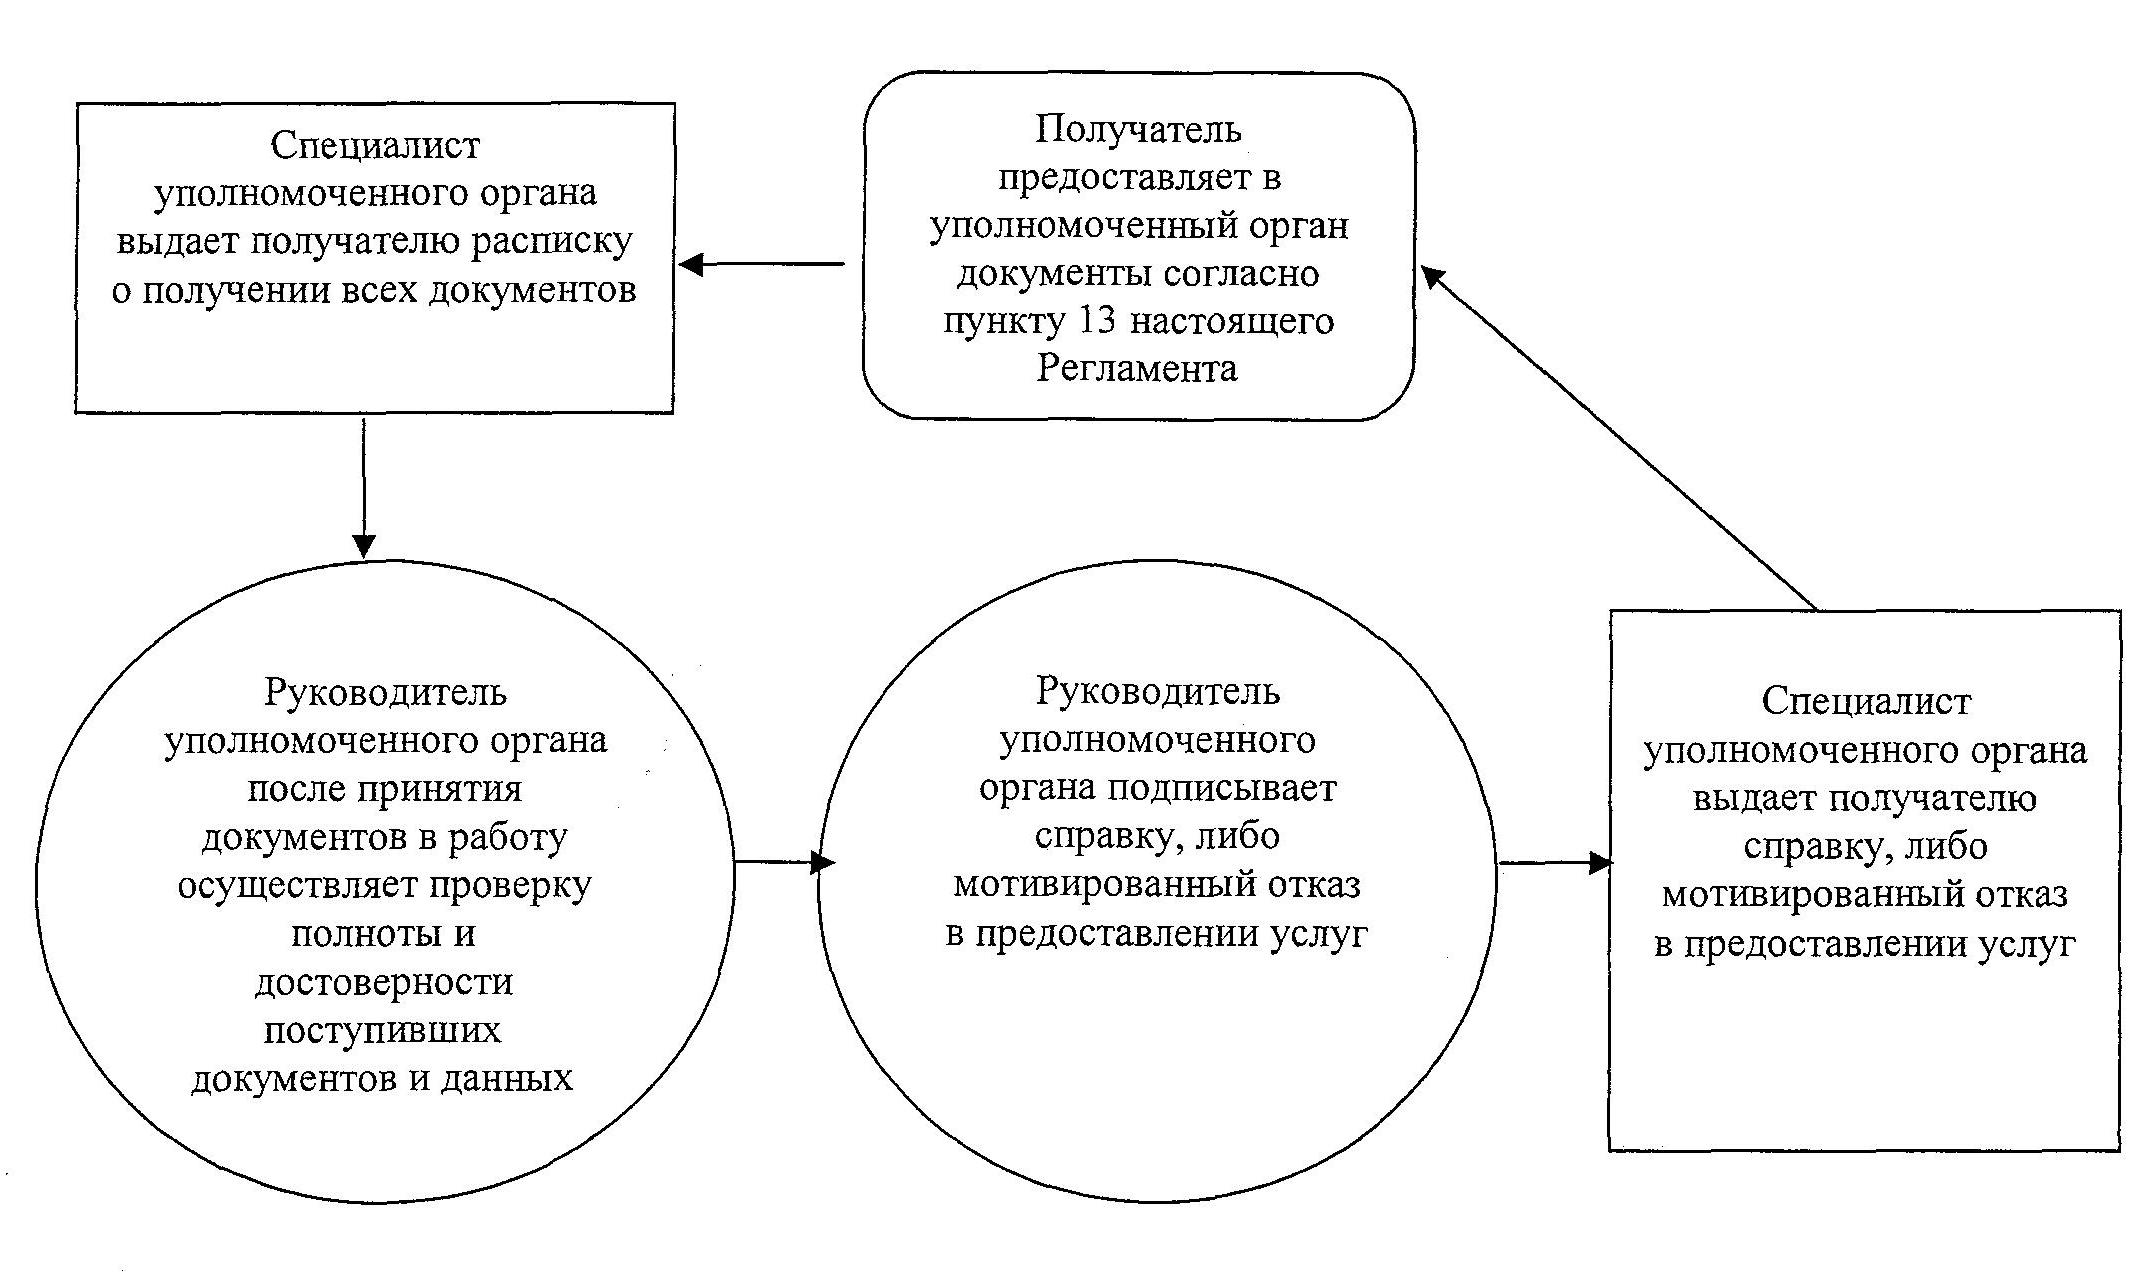 Специалист
уполномоченного органа
выдает получателю расписку
о получении всех документов
Получатель
предоставляет в
уполномоченный орган
документы согласно
пункту 13 настоящего
Регламента
Руководитель
уполномоченного органа
после принятия
документов в работу
осуществляет проверку
полноты и
достоверности
поступивших
документов и данных
Руководитель
уполномоченного
органа подписывает
справку, либо
мотивированный отказ
в предоставлении услуг
Специалист
уполномоченного органа
выдает получателю
справку, либо
мотивированный отказ
в предоставлении услуг